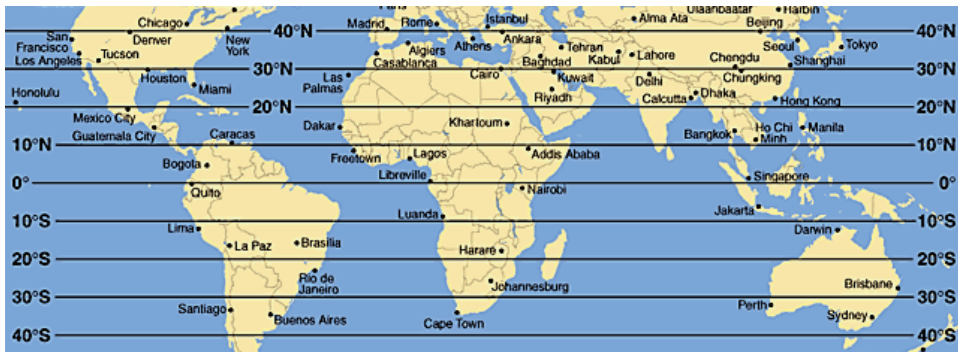 Paris
Ulaanbaatar
Harbin
Chicago
Madrid
Rome
Istanbul
Alma Ata
Beijing
40°N
40°N
San
Francisco
Denver
New
York
Algiers
Athens
Ankara
Tehran
Kabul
Lahore
Seoul
Tokyo
Los Angeles
Tucson
Casablanca
Baghdad
Chengdu
Shanghai
30°N
30°N
Houston
Miami
Las
Palmas
Cairo
Kuwait
Delhi
Chungking
Honolulu
Riyadh
Calcutta
Dhaka
Hong Kong
20°N
20°N
Mexico City
Guatemala City
Caracas
Dakar
Khartoum
Bangkok
Ho Chi
Minh
Manila
10°N
10°N
Bogota
Freetown
Lagos
Addis Ababa
Libreville
Singapore
0°
0°
Quito
Nairobi
Luanda
Jakarta
10°S
10°S
Lima
Darwin
La Paz
Brasília
Harare
20°S
20°S
Rio de
Janeiro
Johannesburg
Brisbane
30°S
30°S
Santiago
Buenos Aires
Cape Town
Perth
Sydney
40°S
40°S